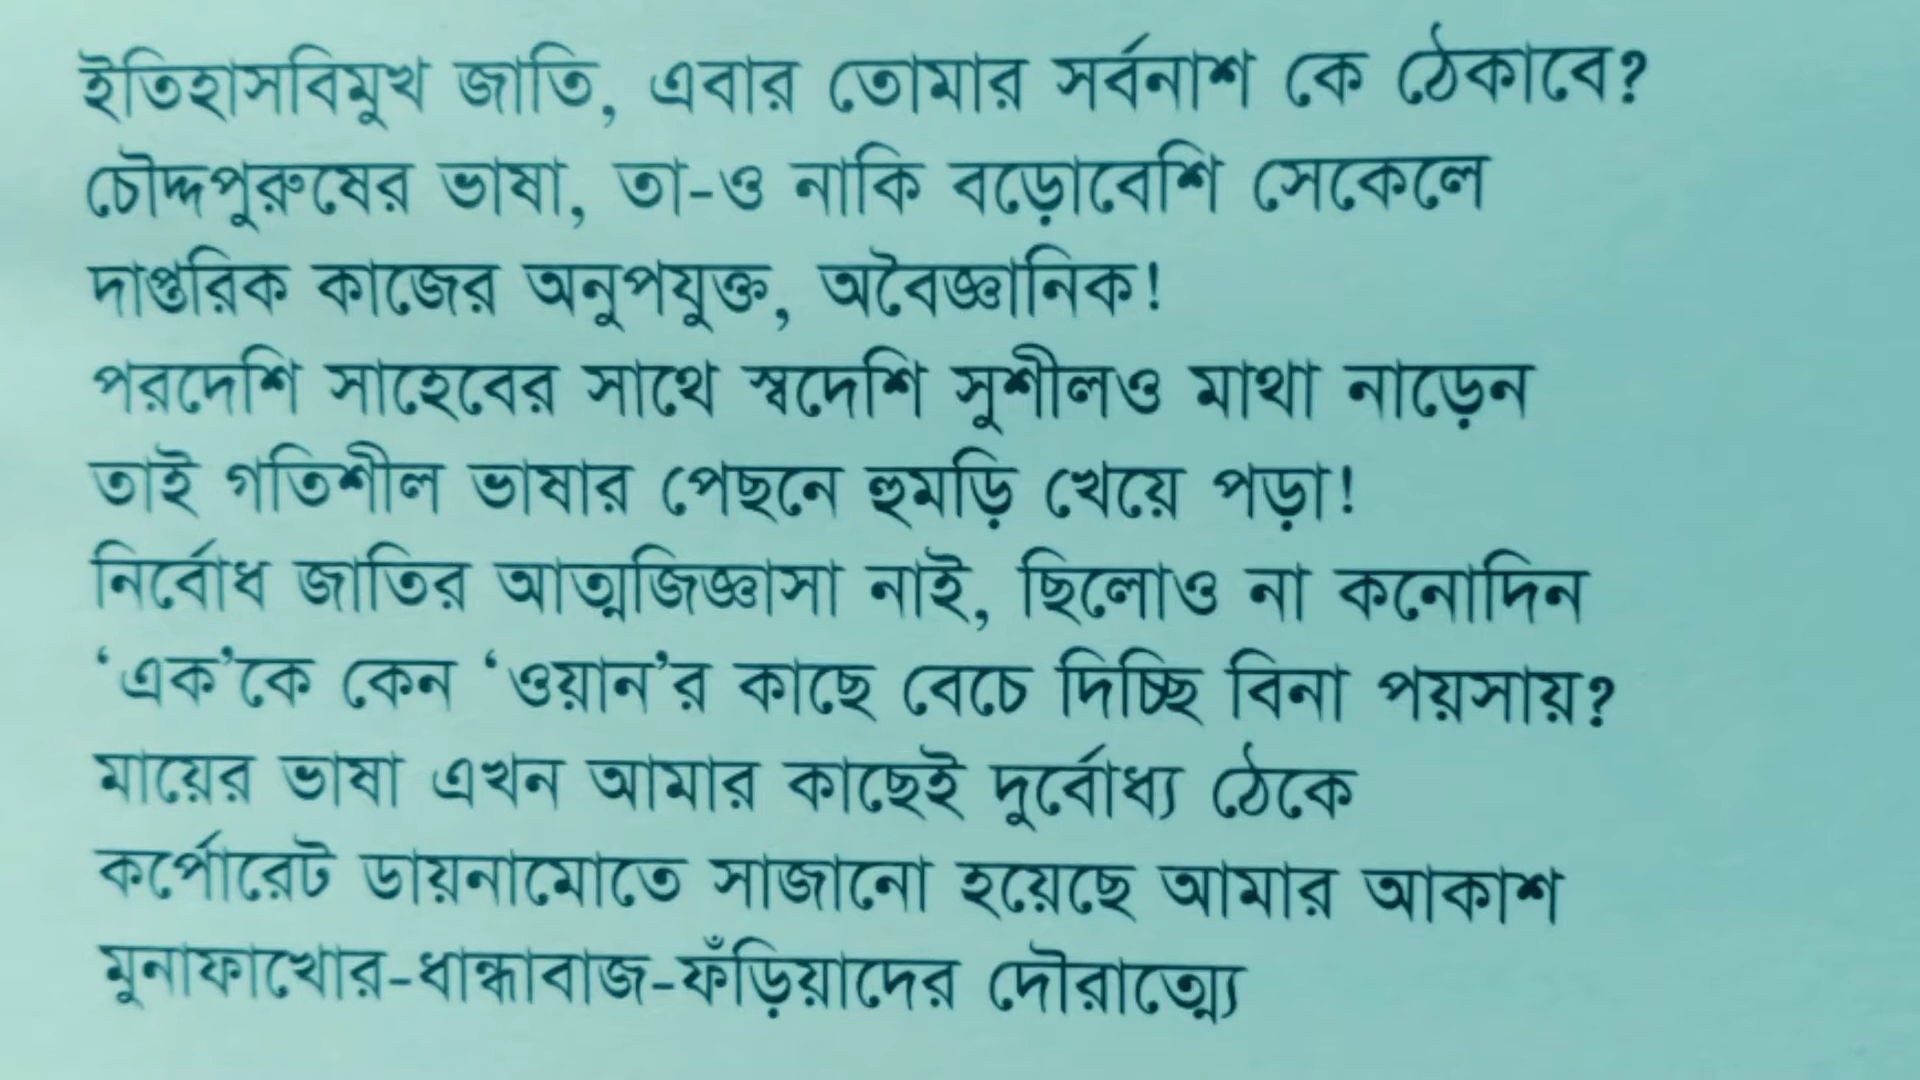 ইতিহাসবিমুখ জাতি, এবার তোমার সর্বনাশ কে ঠেকাবে?
চৌদ্দপুরুষের ভাষা, তা-ও নাকি বড়োবেশি সেকেলে
দাপ্তরিক কাজের অনুপযুক্ত, অবৈজ্ঞানিক!
পরদেশি সাহেবের সাথে স্বদেশি সুশীলও মাথা নাড়েন
তাই গতিশীল ভাষার পেছনে হুমড়ি খেয়ে পড়া!
নির্বোধ জাতির আত্মজিজ্ঞাসা নাই, ছিলোও না কনোদিন
‘এক’কে কেন ‘ওয়ান’র কাছে বেচে দিচ্ছি বিনা পয়সায়?
মায়ের ভাষা এখন আমার কাছেই দুর্বোধ্য ঠেকে
কর্পোরেট ডায়নামোতে সাজানো হয়েছে আমার আকাশ
মুনাফাখোর-ধান্ধাবাজ-ফঁড়িয়াদের দৌরাত্ম্যে